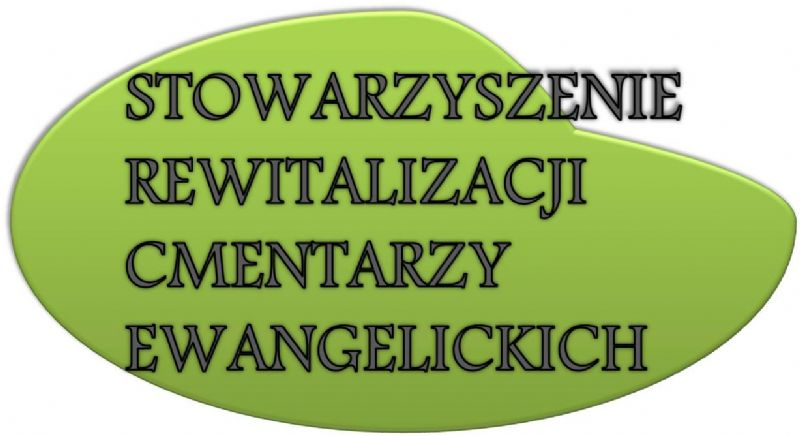 STOWARZYSZENIE
REWITALIZACJI
CMENTARZY
EWANGELICKICH